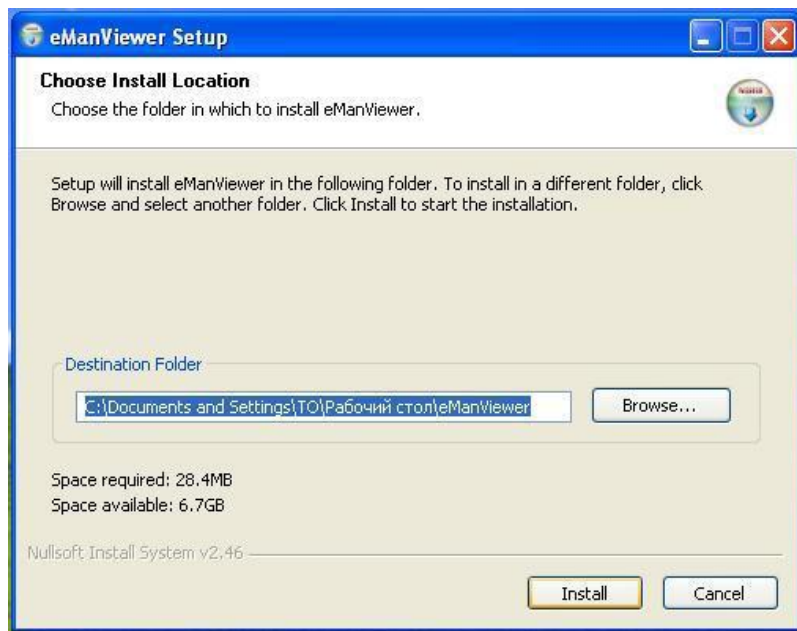 eManViewer Setup
Choose Install Location
Choose the folder in which to install eManViewer.
Setup will install eManViewer in the following folder. To install in a different folder, click
Browse and select another folder. Click Install to start the installation.
Destination Folder
C:\Documents and Settings\TO\Рабочий стол\eManViewer
Browse...
Space required: 28.4MB
Space available: 6.7GB
Nullsoft Install System v2.46
Install
Cancel